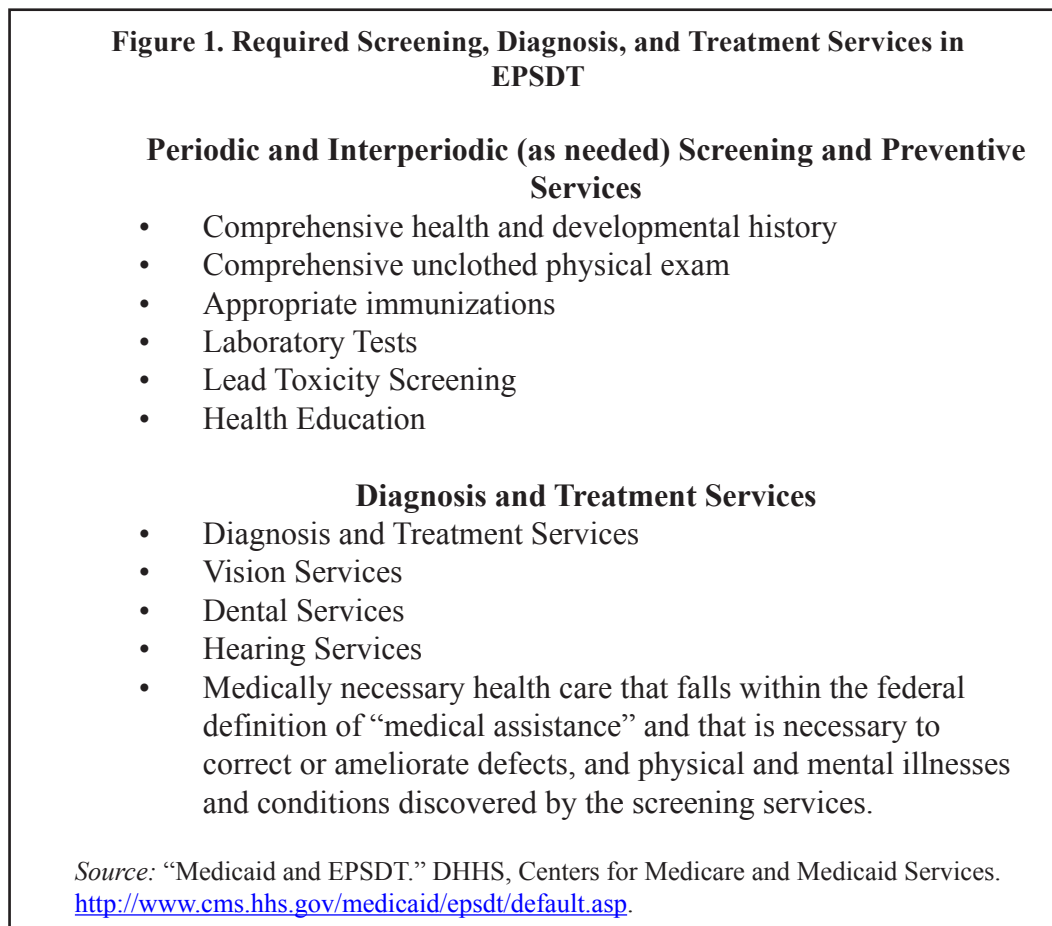 Figure 1. Required Screening, Diagnosis, and Treatment Services in
EPSDT
Periodic and Interperiodic (as needed) Screening and Preventive
Services
• Comprehensive health and developmental history
• Comprehensive unclothed physical exam
• Appropriate immunizations
• Laboratory Tests
• Lead Toxicity Screening
• Health Education
Diagnosis and Treatment Services
• Diagnosis and Treatment Services
• Vision Services
• Dental Services
• Hearing Services
• Medically necessary health care that falls within the federal
definition of “medical assistance” and that is necessary to
correct or ameliorate defects, and physical and mental illnesses
and conditions discovered by the screening services.
Source: “Medicaid and EPSDT.” DHHS, Centers for Medicare and Medicaid Services.
http://www.cms.hhs.gov/medicaid/epsdt/default.asp.